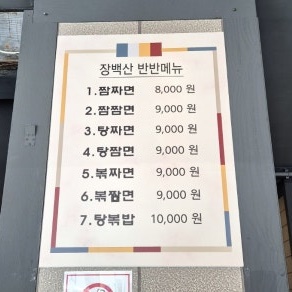 장백산 반반메뉴
1. 짬짜면 8,000 원
2. 짬짬면 9,000 원
3. 탕짜면 9,000 원
4. 탕짬면 9,000 원
5. 볶짜면 9,000 원
6. 볶짬면 9,000 원
7. 탕볶밥 10,000 원